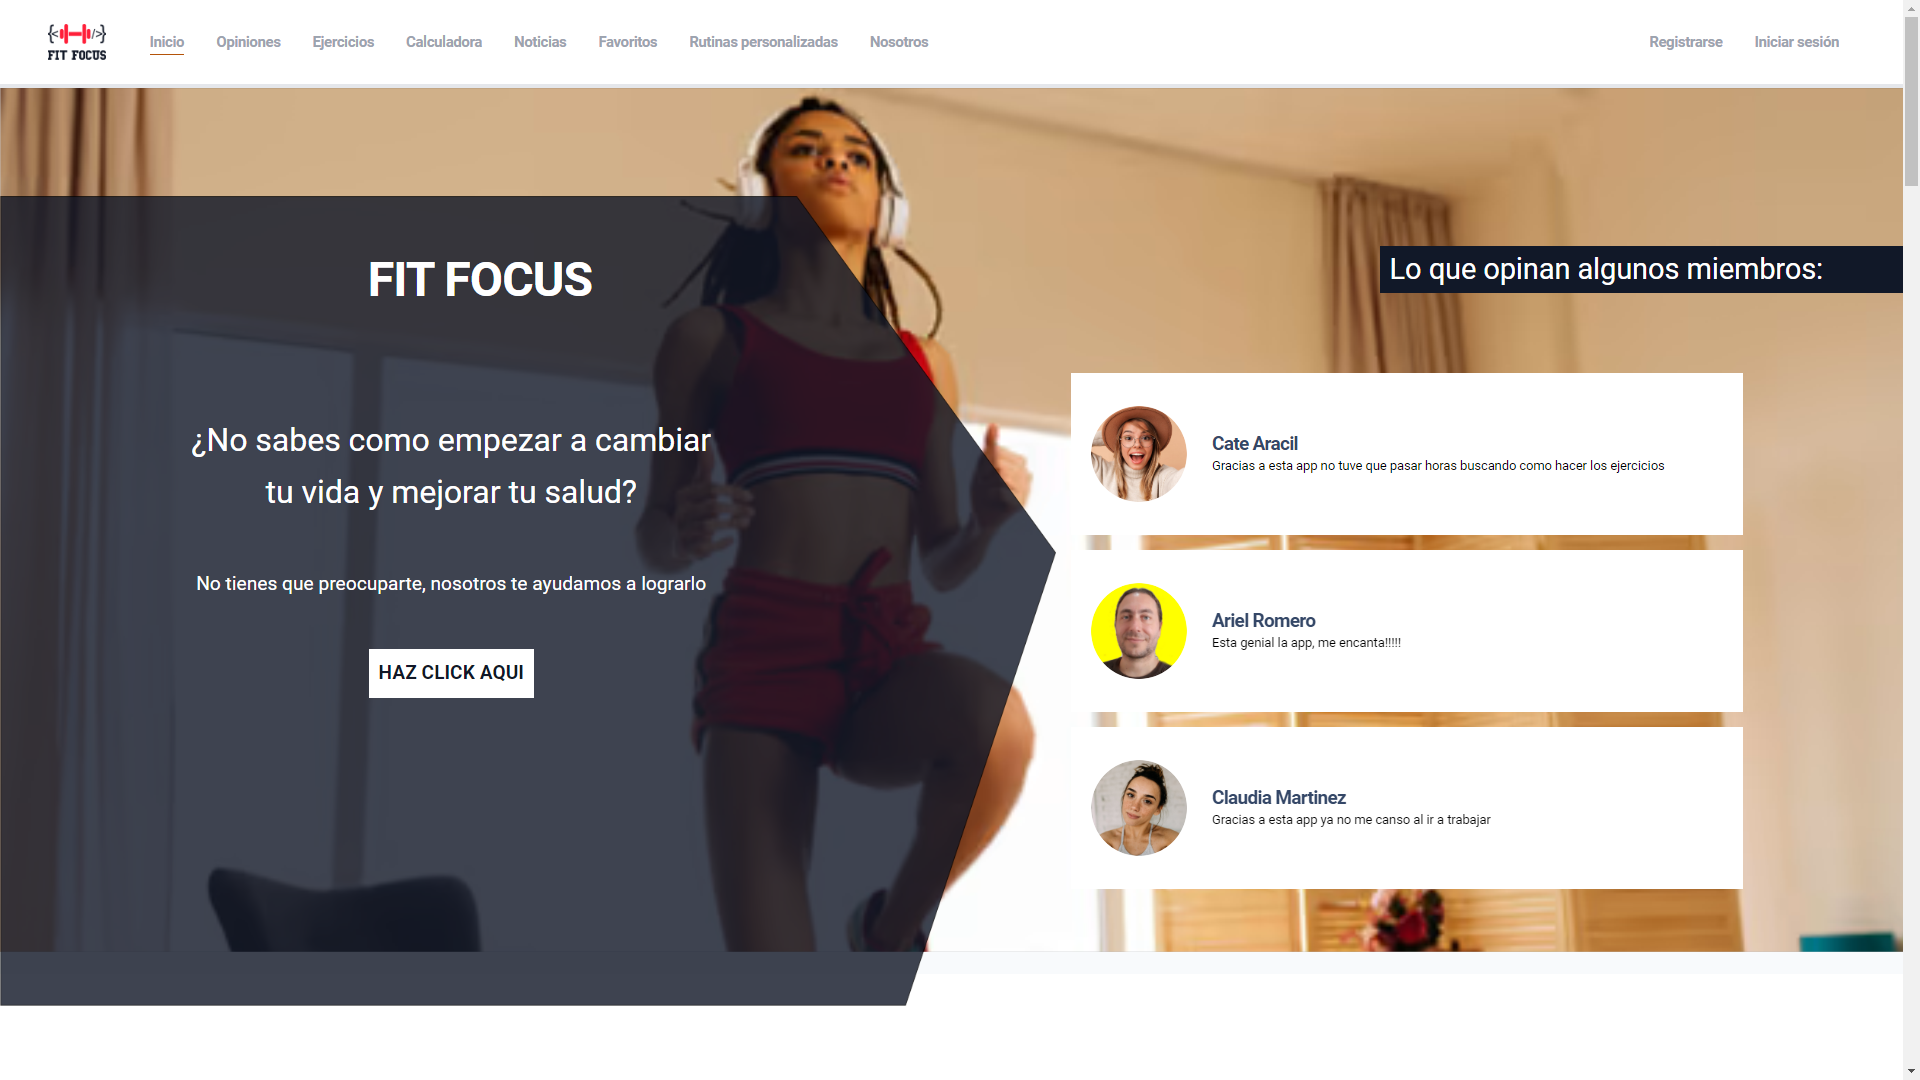 {<||-||/>}
FIT FOCUS
Inicio
Opiniones
Ejercicios
Calculadora
Noticias
Favoritos
Rutinas personalizadas
Nosotros
Registrarse
Iniciar sesión
FIT FOCUS
¿No sabes como empezar a cambiar
tu vida y mejorar tu salud?
No tienes que preocuparte, nosotros te ayudamos a lograrlo
HAZ CLICK AQUI
Lo que opinan algunos miembros:
Cate Aracil
Gracias a esta app no tuve que pasar horas buscando como hacer los ejercicios
Ariel Romero
Esta genial la app, me encanta!!!!!
Claudia Martinez
Gracias a esta app ya no me canso al ir a trabajar